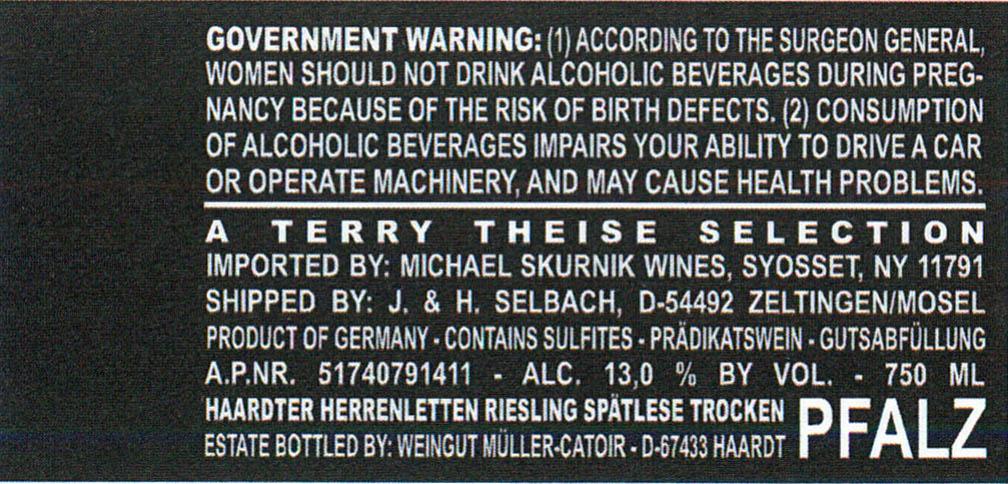 GOVERNMENT WARNING: (1) ACCORDING TO THE SURGEON GENERAL,
WOMEN SHOULD NOT DRINK ALCOHOLIC BEVERAGES DURING PREG-
NANCY BECAUSE OF THE RISK OF BIRTH DEFECTS. (2) CONSUMPTION
OF ALCOHOLIC BEVERAGES IMPAIRS YOUR ABILITY TO DRIVE A CAR
OR OPERATE MACHINERY, AND MAY CAUSE HEALTH PROBLEMS.
A TERRY THEISE SELECTION
IMPORTED BY: MICHAEL SKURNIK WINES, SYOSSET, NY 11791
SHIPPED BY: J. & H. SELBACH, D-54492 ZELTINGEN/MOSEL
PRODUCT OF GERMANY - CONTAINS SULFITES - PRÄDIKATSWEIN - GUTSABFÜLLUNG
A.P.NR. 51740791411 - ALC. 13,0 % BY VOL. - 750 ML
HAARDTER HERRENLETTEN RIESLING SPÄTLESE TROCKEN
ESTATE BOTTLED BY: WEINGUT MÜLLER-CATOIR - D-67433 HAARDT
PFALZ